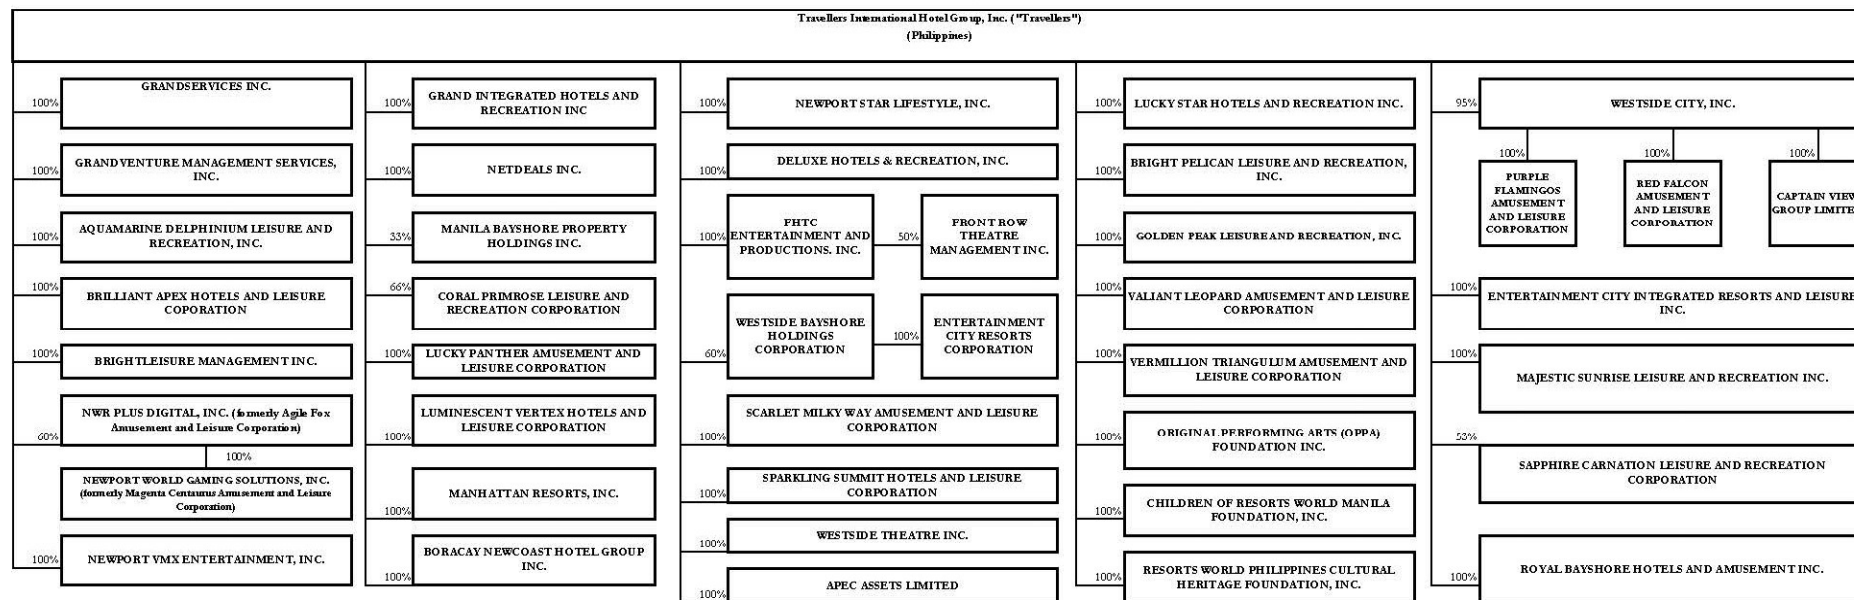 Travellers International Hotel Group, Inc. ("Travellers")
(Philippines)
100%
GRANDSERVICES INC.
100%
GRANDVENTURE MANAGEMENT SERVICES,
INC.
100%
AQUAMARINE DELPHINIUM LEISURE AND
RECREATION, INC.
100%
BRILLIANT APEX HOTELS AND LEISURE
COPORATION
100%
BRIGHTLEISURE MANAGEMENT INC.
60%
NWR PLUS DIGITAL, INC. (formerly Agile Fox
Amusement and Leisure Corporation)
100%
NEWPORT WORLD GAMING SOLUTIONS, INC.
(formerly Magenta Centaurus Amusement and Leisure
Corporation)
100%
NEWPORT VMX ENTERTAINMENT, INC.
100%
GRAND INTEGRATED HOTELS AND
RECREATION INC
100%
NETDEALS INC.
33%
MANILA BAYSHORE PROPERTY
HOLDINGS INC.
66%
CORAL PRIMROSE LEISURE AND
RECREATION CORPORATION
100%
LUCKY PANTHER AMUSEMENT AND
LEISURE CORPORATION
100%
LUMINESCENT VERTEX HOTELS AND
LEISURE CORPORATION
100%
MANHATTAN RESORTS, INC.
100%
BORACAY NEWCOAST HOTEL GROUP
INC.
100%
NEWPORT STAR LIFESTYLE, INC.
100%
DELUXE HOTELS & RECREATION, INC.
100%
FHTC
ENTERTAINMENT AND
PRODUCTIONS. INC.
50%
FRONT ROW
THEATRE
MANAGEMENT INC.
60%
WESTSIDE BAYSHORE
HOLDINGS
CORPORATION
100%
ENTERTAINMENT
CITY RESORTS
CORPORATION
100%
SCARLET MILKY WAY AMUSEMENT AND LEISURE
CORPORATION
100%
SPARKLING SUMMIT HOTELS AND LEISURE
CORPORATION
100%
WESTSIDE THEATRE INC.
100%
APEC ASSETS LIMITED
100%
LUCKY STAR HOTELS AND RECREATION INC.
100%
BRIGHT PELICAN LEISURE AND RECREATION,
INC.
100%
GOLDEN PEAK LEISURE AND RECREATION, INC.
100%
VALIANT LEOPARD AMUSEMENT AND LEISURE
CORPORATION
100%
VERMILLION TRIANGULUM AMUSEMENT AND
LEISURE CORPORATION
100%
ORIGINAL PERFORMING ARTS (OPPA)
FOUNDATION INC.
100%
CHILDREN OF RESORTS WORLD MANILA
FOUNDATION, INC.
100%
RESORTS WORLD PHILIPPINES CULTURAL
HERITAGE FOUNDATION, INC.
95%
WESTSIDE CITY, INC.
100%
PURPLE
FLAMINGOS
AMUSEMENT
AND LEISURE
CORPORATION
100%
RED FALCON
AMUSEMENT
AND LEISURE
CORPORATION
100%
CAPTAIN VIEW
GROUP LIMITE
100%
ENTERTAINMENT CITY INTEGRATED RESORTS AND LEISURE
INC.
100%
MAJESTIC SUNRISE LEISURE AND RECREATION INC.
53%
SAPPHIRE CARNATION LEISURE AND RECREATION
CORPORATION
100%
ROYAL BAYSHORE HOTELS AND AMUSEMENT INC.